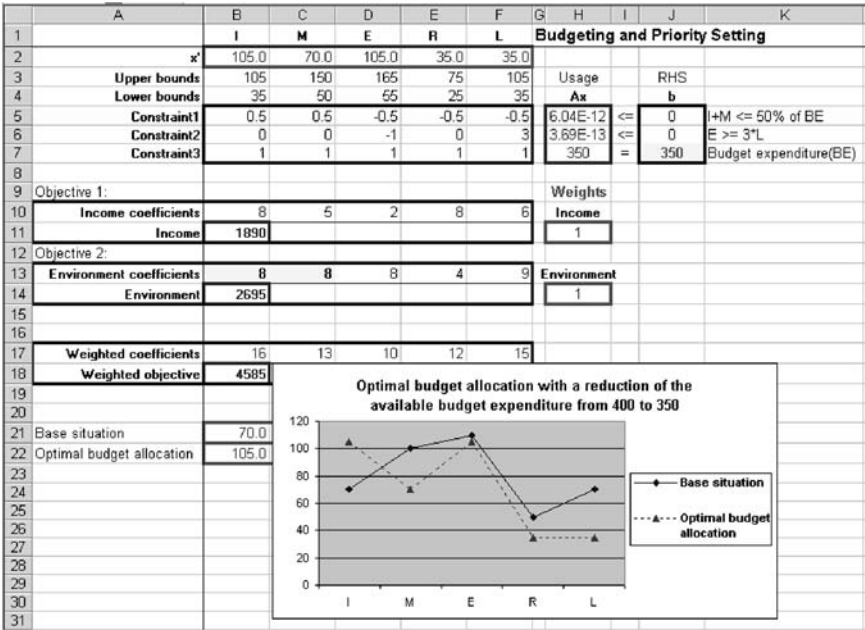 A B C D E F G H I J K
1 I M E R L Budgeting and Priority Setting
2 x' 105.0 70.0 105.0 35.0 35.0
3 Upper bounds 105 150 165 75 105 Usage RHS
4 Lower bounds 35 50 55 25 35 Ax b
5 Constraint1 0.5 0.5 -0.5 -0.5 -0.5 6.04E-12 <= 0 I+M <= 50% of BE
6 Constraint2 0 0 -1 0 3 3.69E-13 <= 0 E >= 3*L
7 Constraint3 1 1 1 1 1 350 = 350 Budget expenditure(BE)
8
9 Objective 1: Weights
10 Income coefficients 8 5 2 8 6 Income
11 Income 1890 1
12 Objective 2:
13 Environment coefficients 8 8 8 4 9 Environment
14 Environment 2695 1
15
16
17 Weighted coefficients 16 13 10 12 15
18 Weighted objective 4585
19
20
21 Base situation 70.0
22 Optimal budget allocation 105.0
23
24
25
26
27
28
29
30
31
Optimal budget allocation with a reduction of the
available budget expenditure from 400 to 350
120
100
80
60
40
20
0
I M E R L
Base situation
Optimal budget
allocation